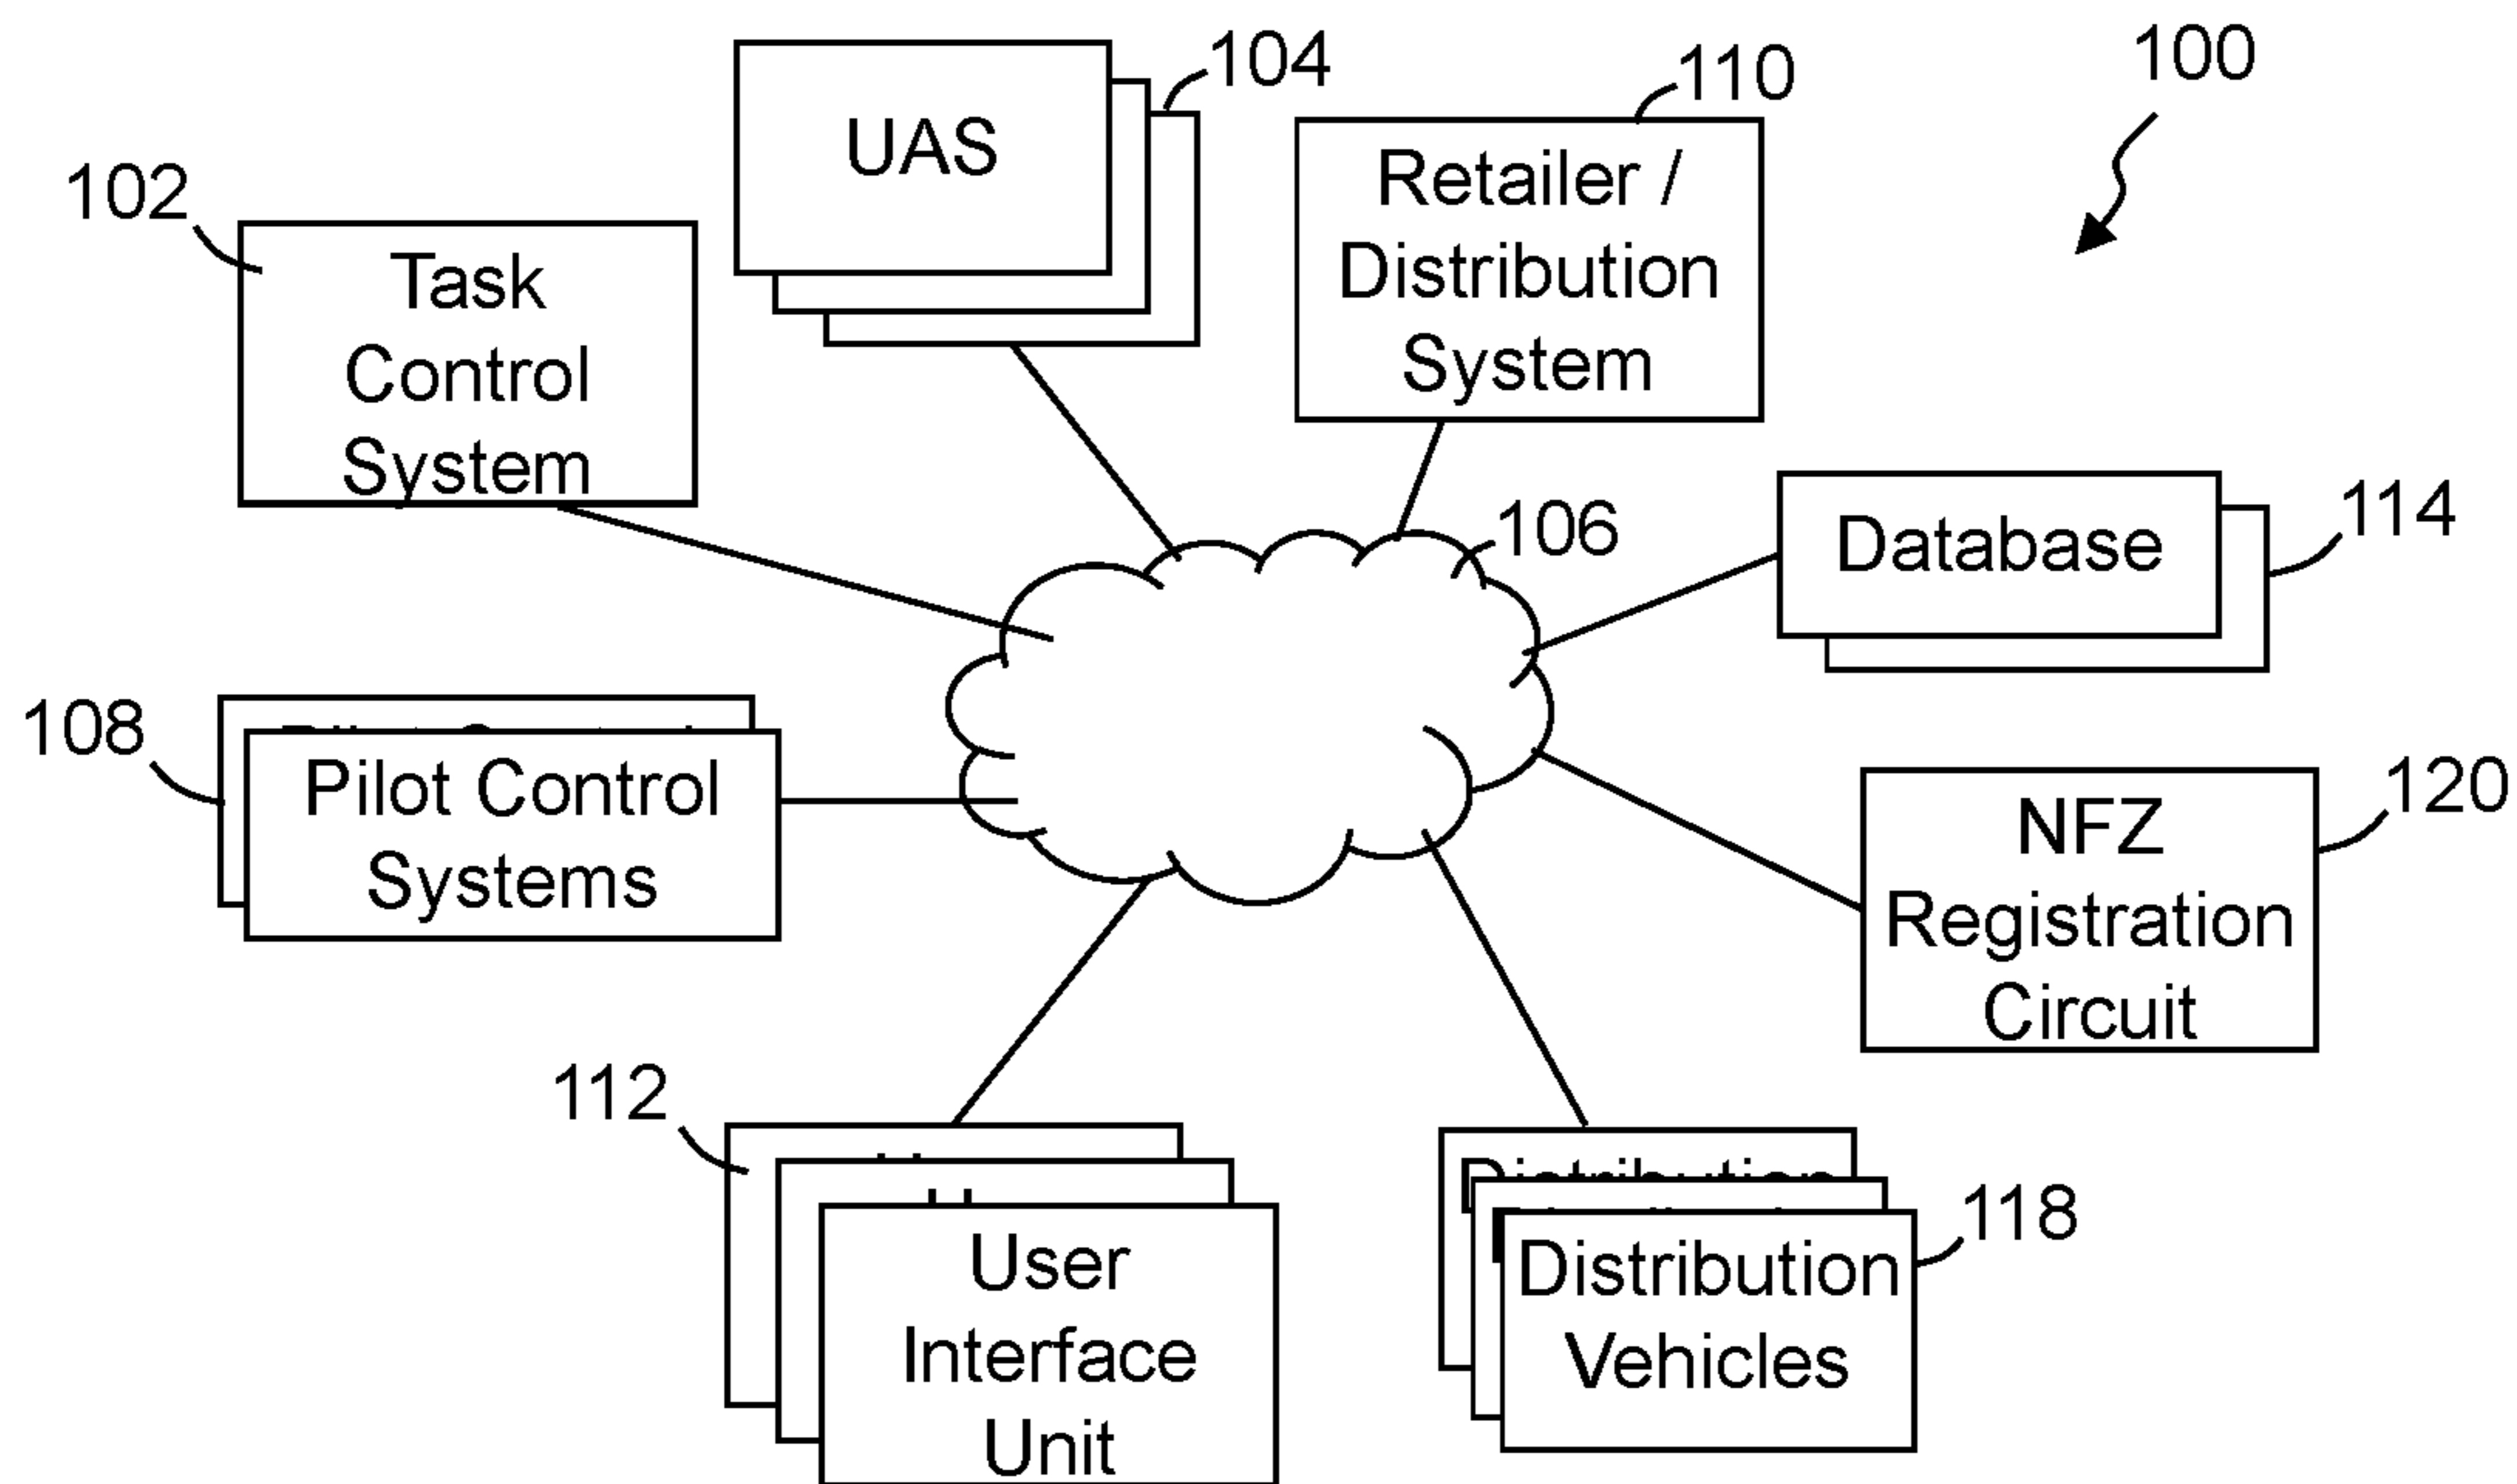 100
104
UAS
110
Retailer /
Distribution
System
102
Task
Control
System
106
114
Database
108
Pilot Control
Systems
120
NFZ
Registration
Circuit
112
User
Interface
Unit
118
Distribution
Vehicles